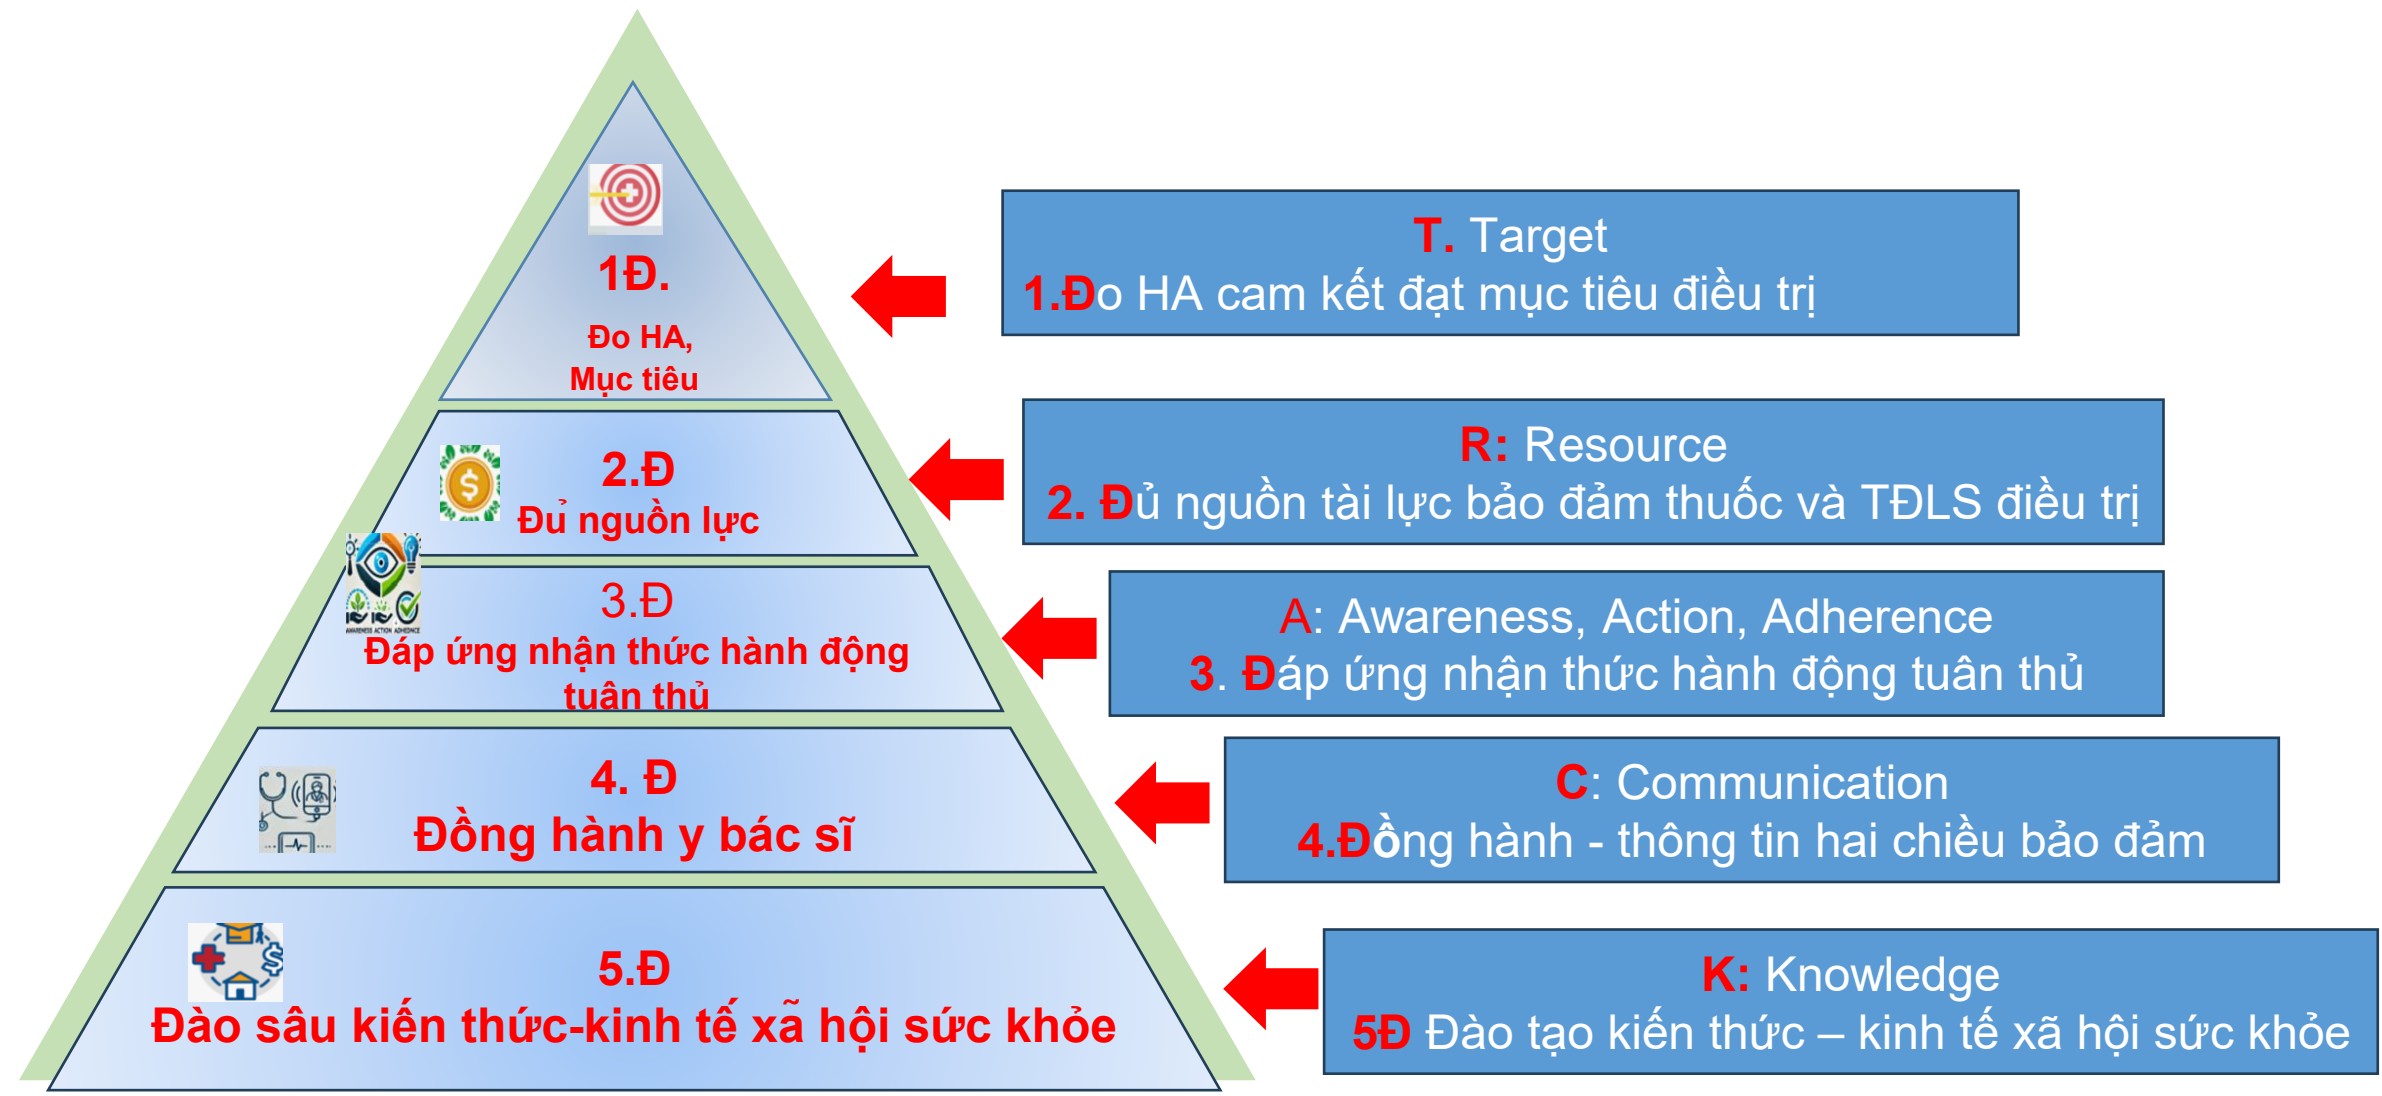 1Đ.
Đo HA,
Mục tiêu
T. Target
1.Đo HA cam kết đạt mục tiêu điều trị
2.Đ
Đủ nguồn lực
R: Resource
2. Đủ nguồn tài lực bảo đảm thuốc và TĐLS điều trị
AWARENESS ACTION ADHEDNCE
3.Đ
Đáp ứng nhận thức hành động
tuân thủ
A: Awareness, Action, Adherence
3. Đáp ứng nhận thức hành động tuân thủ
4. Đ
Đồng hành y bác sĩ
C: Communication
4.Đồng hành - thông tin hai chiều bảo đảm
5.Đ
Đào sâu kiến thức-kinh tế xã hội sức khỏe
K: Knowledge
5Đ Đào tạo kiến thức – kinh tế xã hội sức khỏe